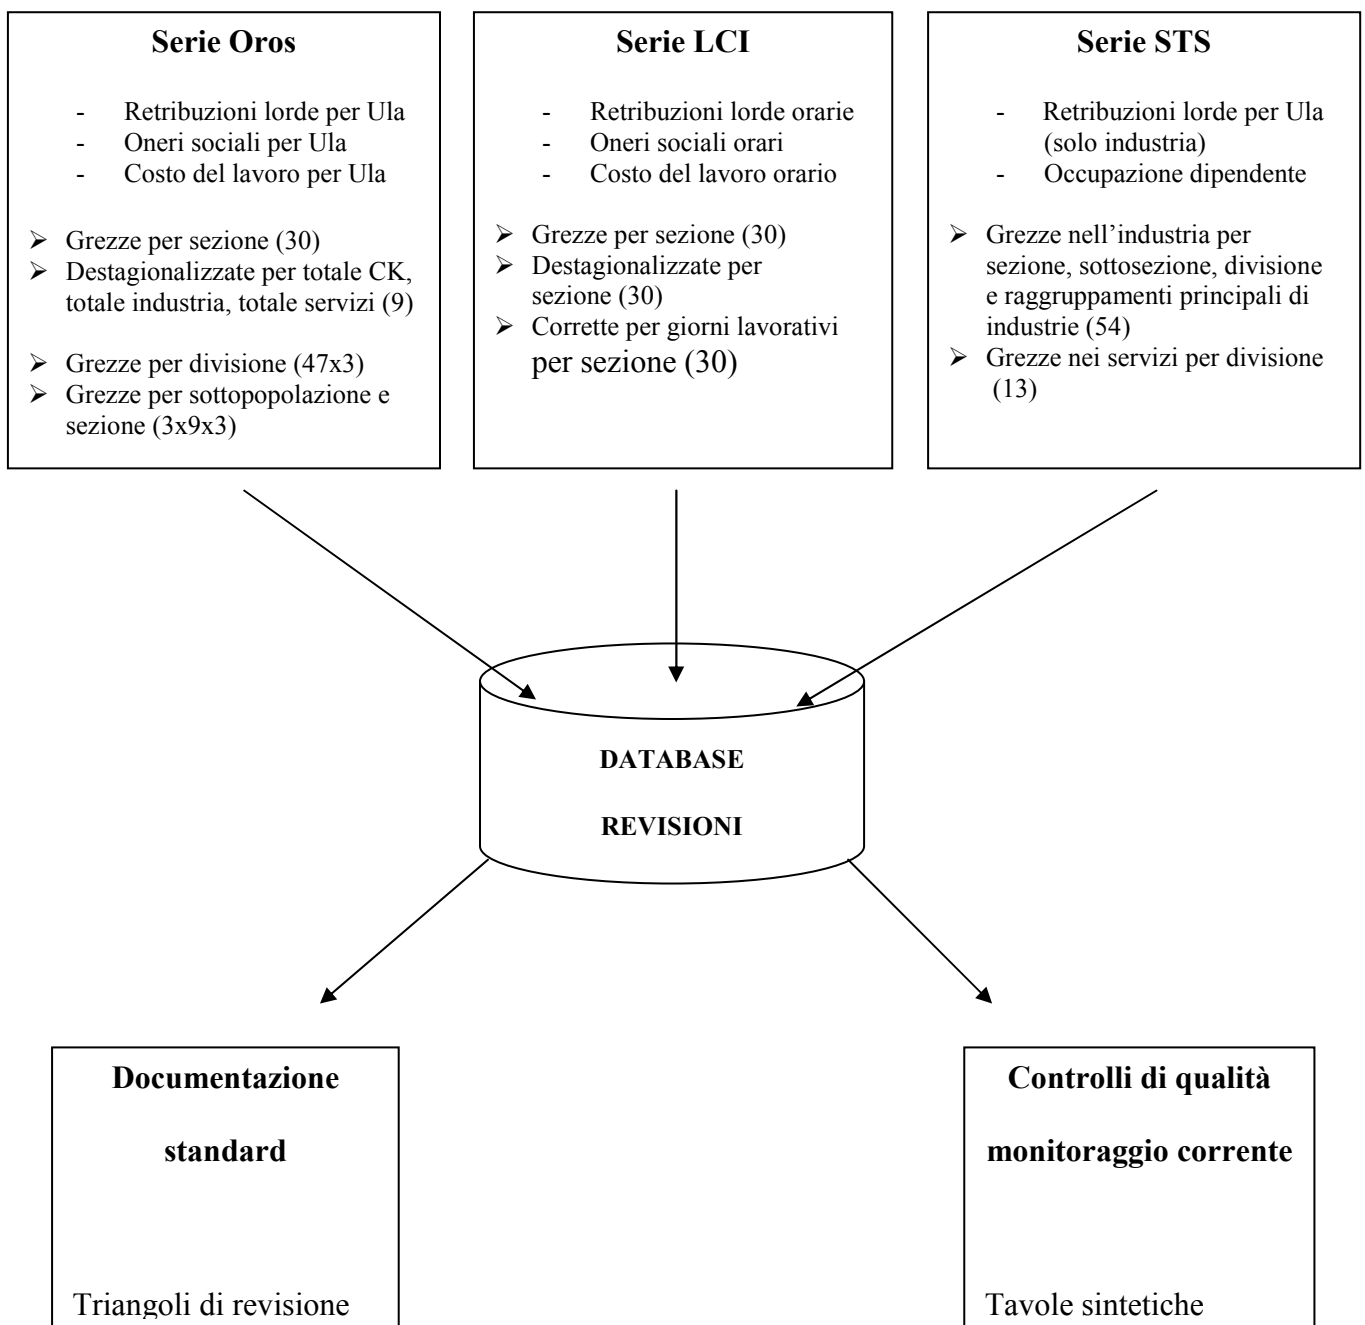 Serie Oros
- Retribuzioni lorde per Ula
- Oneri sociali per Ula
- Costo del lavoro per Ula
➢ Grezze per sezione (30)
➢ Destagionalizzate per totale CK,
totale industria, totale servizi (9)
➢ Grezze per divisione (47x3)
➢ Grezze per sottopopolazione e
sezione (3x9x3)
Serie LCI
- Retribuzioni lorde orarie
- Oneri sociali orari
- Costo del lavoro orario
➢ Grezze per sezione (30)
➢ Destagionalizzate per
sezione (30)
➢ Corrette per giorni lavorativi
per sezione (30)
Serie STS
- Retribuzioni lorde per Ula
(solo industria)
- Occupazione dipendente
➢ Grezze nell’industria per
sezione, sottosezione, divisione
e raggruppamenti principali di
industrie (54)
➢ Grezze nei servizi per divisione
(13)
DATABASE
REVISIONI
Documentazione
standard
Triangoli di revisione
Controlli di qualità
monitoraggio corrente
Tavole sintetiche